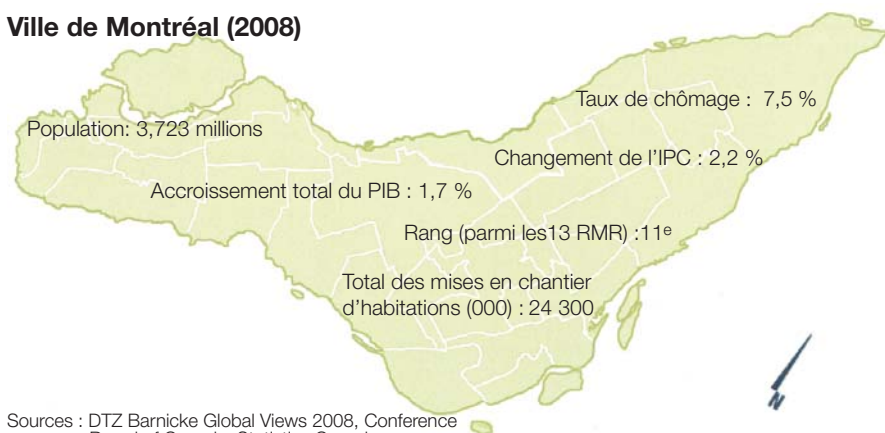 Ville de Montréal (2008)
Taux de chômage : 7,5 %
Population: 3,723 millions
Changement de l'IPC : 2,2 %
Accroissement total du PIB : 1,7 %
Rang (parmi les13 RMR) :11e
Total des mises en chantier
d'habitations (000) : 24 300
N
Sources : DTZ Barnicke Global Views 2008, Conference